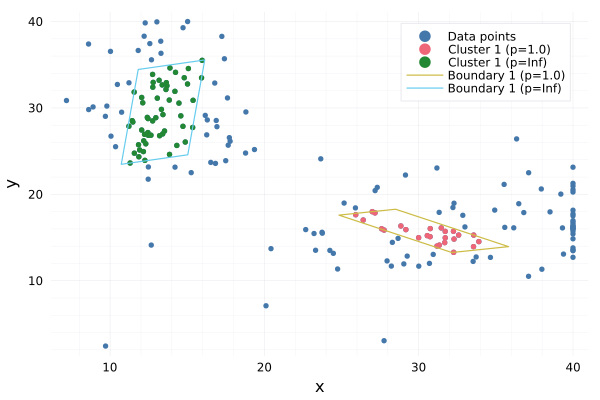 40
30
20
10
10
20
30
40
x
y
Data points
Cluster 1 (p=1.0)
Cluster 1 (p=Inf)
Boundary 1 (p=1.0)
Boundary 1 (p=Inf)